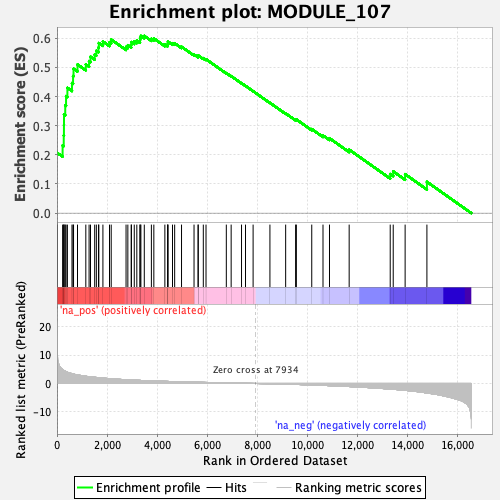 Enrichment plot: MODULE_107
Enrichment score (ES)
0.6
0.5
0.4
0.3
0.2
0.1
0.0
'na_pos' (positively correlated)
Ranked list metric (PreRanked)
20
10
0
-10
Zero cross at 7934
'na_neg' (negatively correlated)
0 2,000 4,000 6,000 8,000 10,000 12,000 14,000 16,000
Rank in Ordered Dataset
Enrichment profile Hits Ranking metric scores